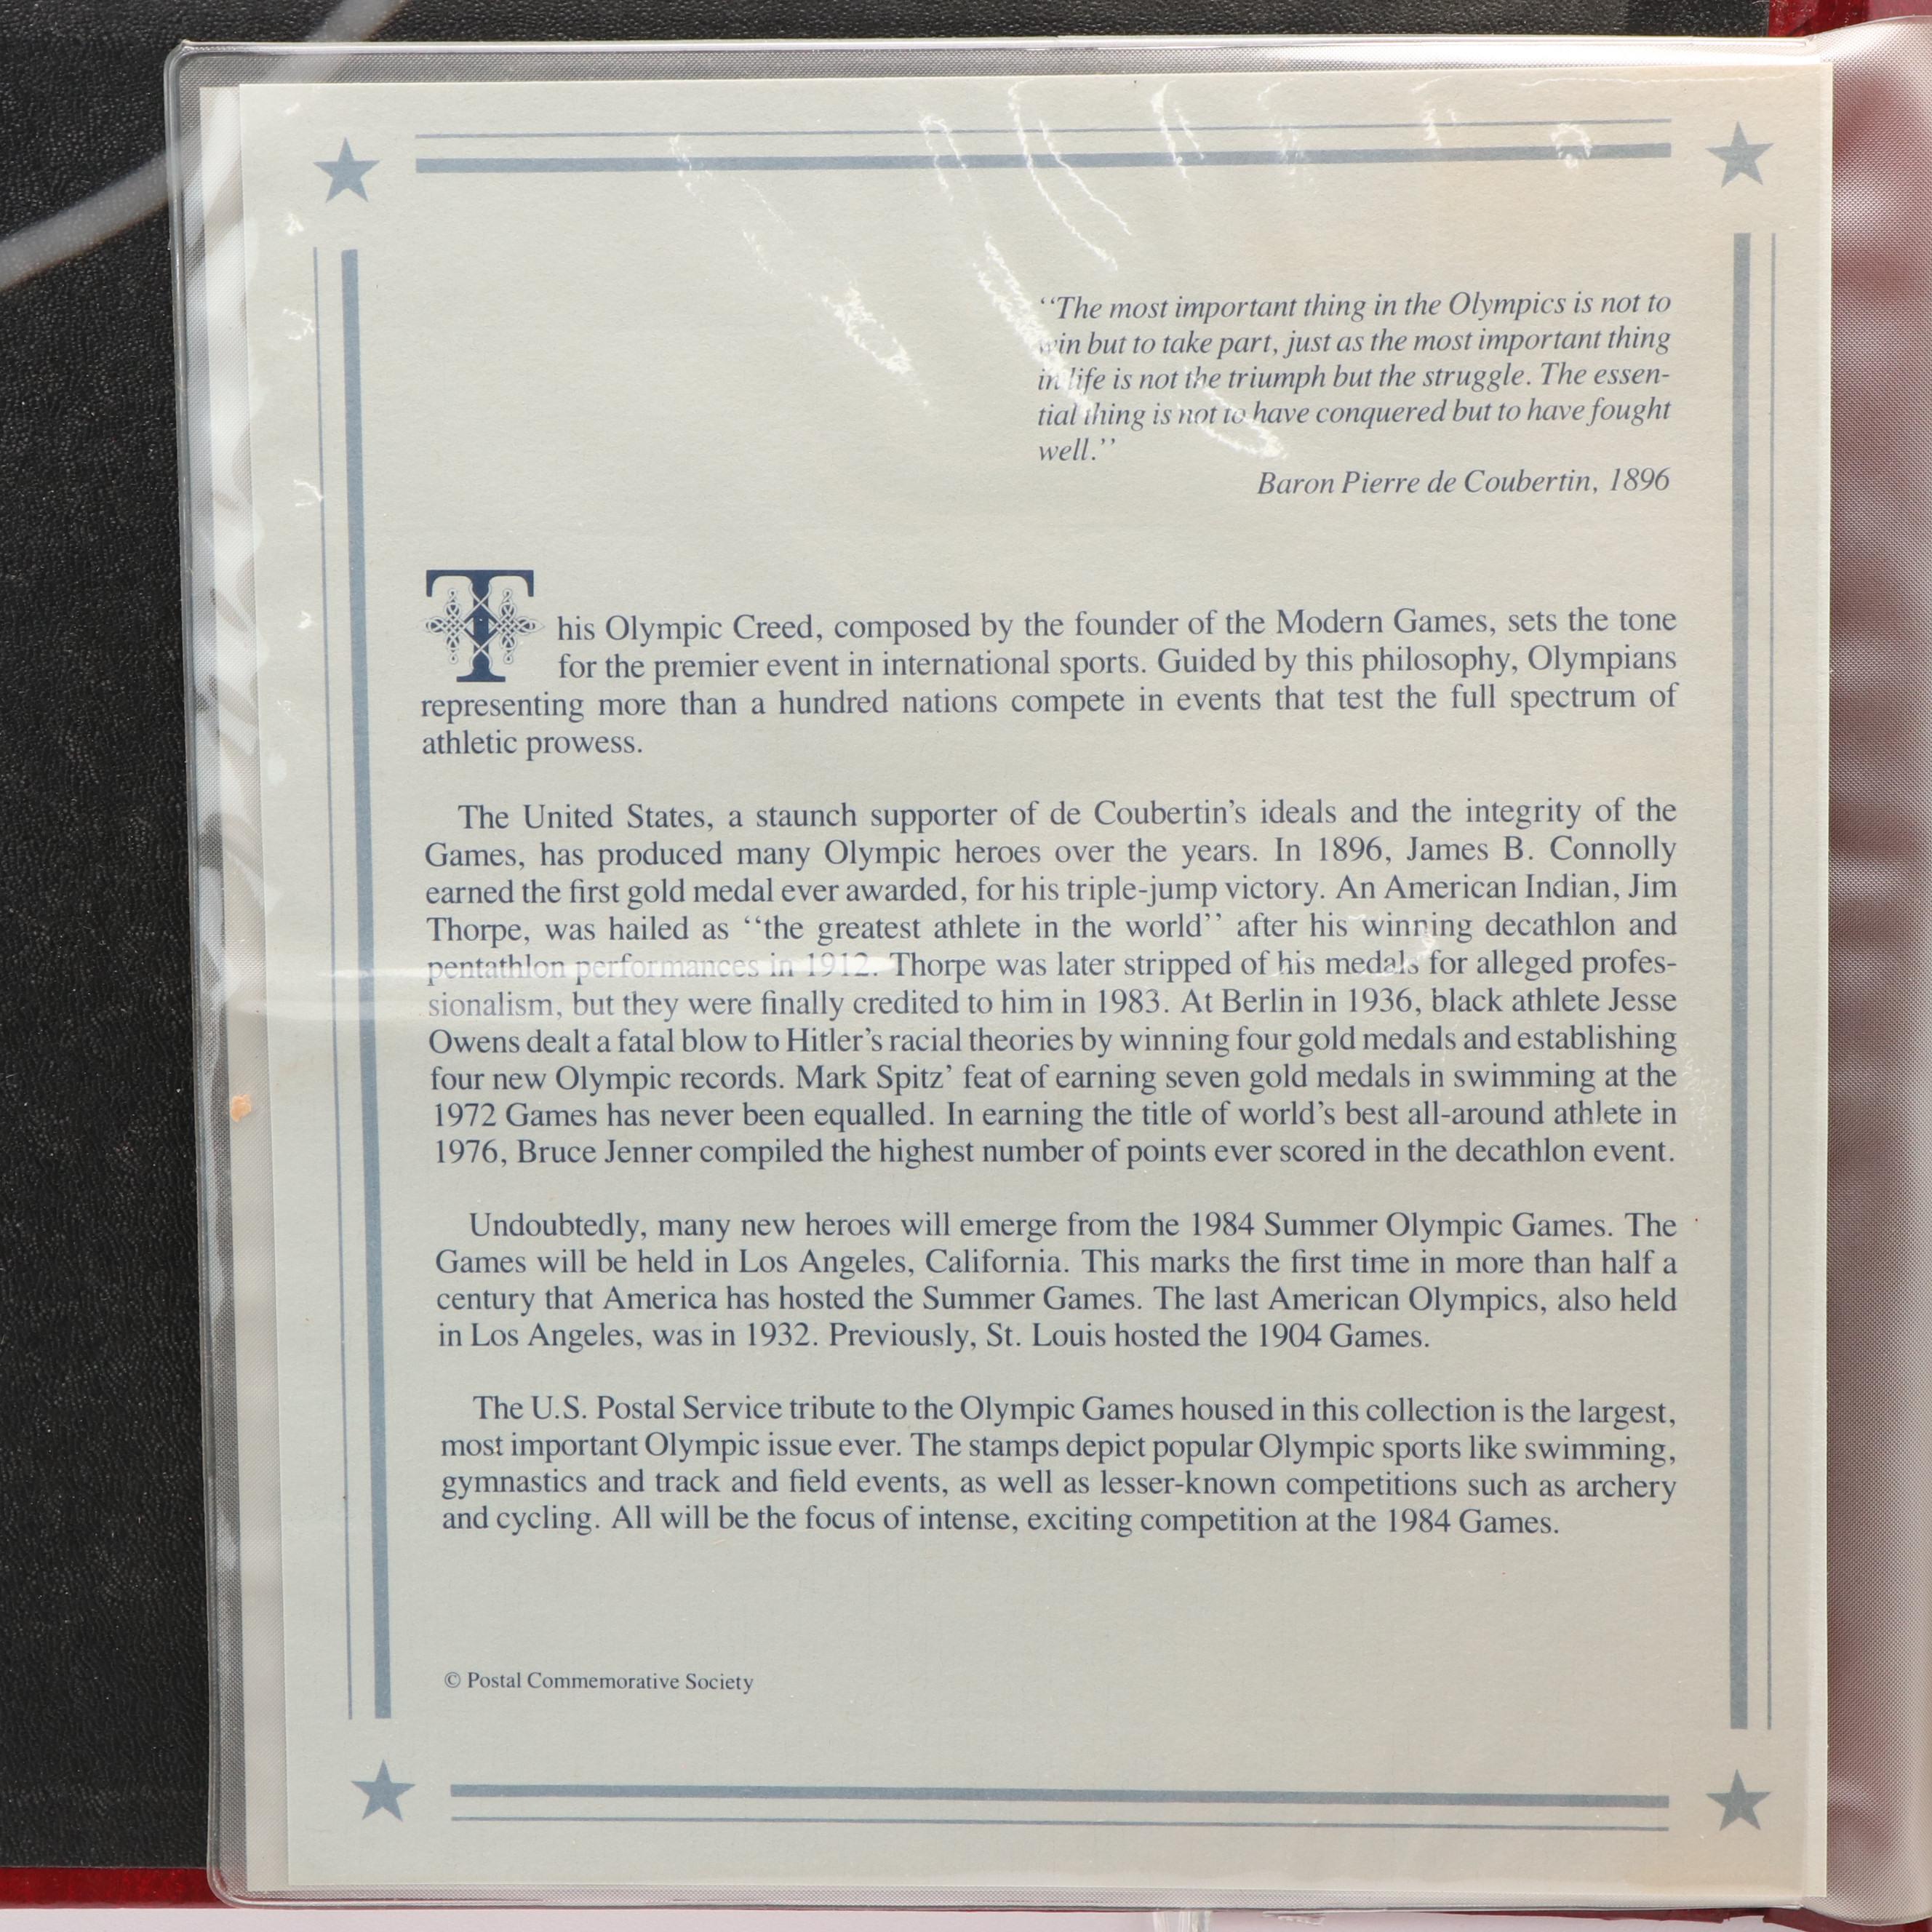 ‘‘The most important thing in the Olympics is not to
win but to take part, just as the most important thing
in life is not the triumph but the struggle. The essen-
tial thing is not to have conquered but to have fought
well.’’
Baron Pierre de Coubertin, 1896
This Olympic Creed, composed by the founder of the Modern Games, sets the tone
for the premier event in international sports. Guided by this philosophy, Olympians
representing more than a hundred nations compete in events that test the full spectrum of
athletic prowess.
The United States, a staunch supporter of de Coubertin’s ideals and the integrity of the
Games, has produced many Olympic heroes over the years. In 1896, James B. Connolly
earned the first gold medal ever awarded, for his triple-jump victory. An American Indian, Jim
Thorpe, was hailed as ‘‘the greatest athlete in the world’’ after his winning decathlon and
pentathlon performances in 1912. Thorpe was later stripped of his medals for alleged profes-
sionalism, but they were finally credited to him in 1983. At Berlin in 1936, black athlete Jesse
Owens dealt a fatal blow to Hitler’s racial theories by winning four gold medals and establishing
four new Olympic records. Mark Spitz’ feat of earning seven gold medals in swimming at the
1972 Games has never been equalled. In earning the title of world’s best all-around athlete in
1976, Bruce Jenner compiled the highest number of points ever scored in the decathlon event.
Undoubtedly, many new heroes will emerge from the 1984 Summer Olympic Games. The
Games will be held in Los Angeles, California. This marks the first time in more than half a
century that America has hosted the Summer Games. The last American Olympics, also held
in Los Angeles, was in 1932. Previously, St. Louis hosted the 1904 Games.
The U.S. Postal Service tribute to the Olympic Games housed in this collection is the largest,
most important Olympic issue ever. The stamps depict popular Olympic sports like swimming,
gymnastics and track and field events, as well as lesser-known competitions such as archery
and cycling. All will be the focus of intense, exciting competition at the 1984 Games.
© Postal Commemorative Society